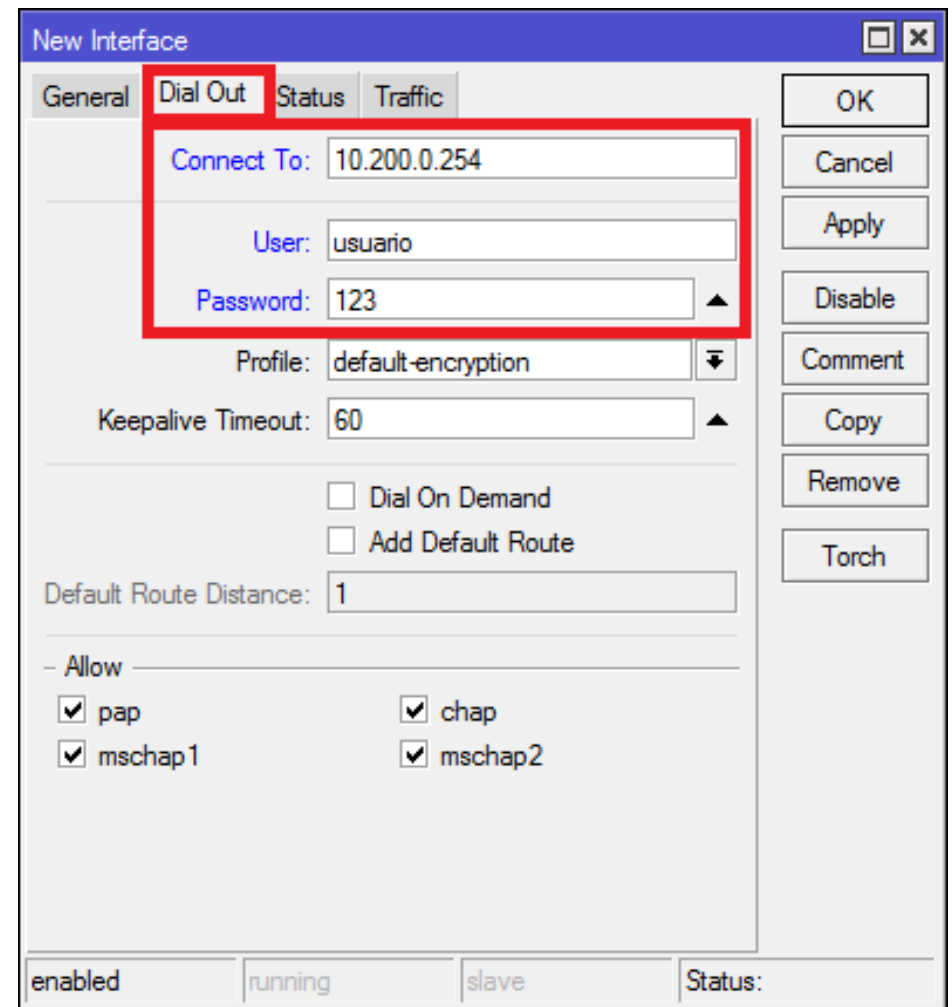 New Interface
General Dial Out Status Traffic
OK
Connect To: 10.200.0.254
Cancel
User: usuario
Apply
Password: 123
Disable
Profile: default-encryption
Comment
Keepalive Timeout: 60
Copy
Dial On Demand
Remove
Add Default Route
Torch
Default Route Distance: 1
Allow
pap chap
mschap1 mschap2
enabled running slave Status: